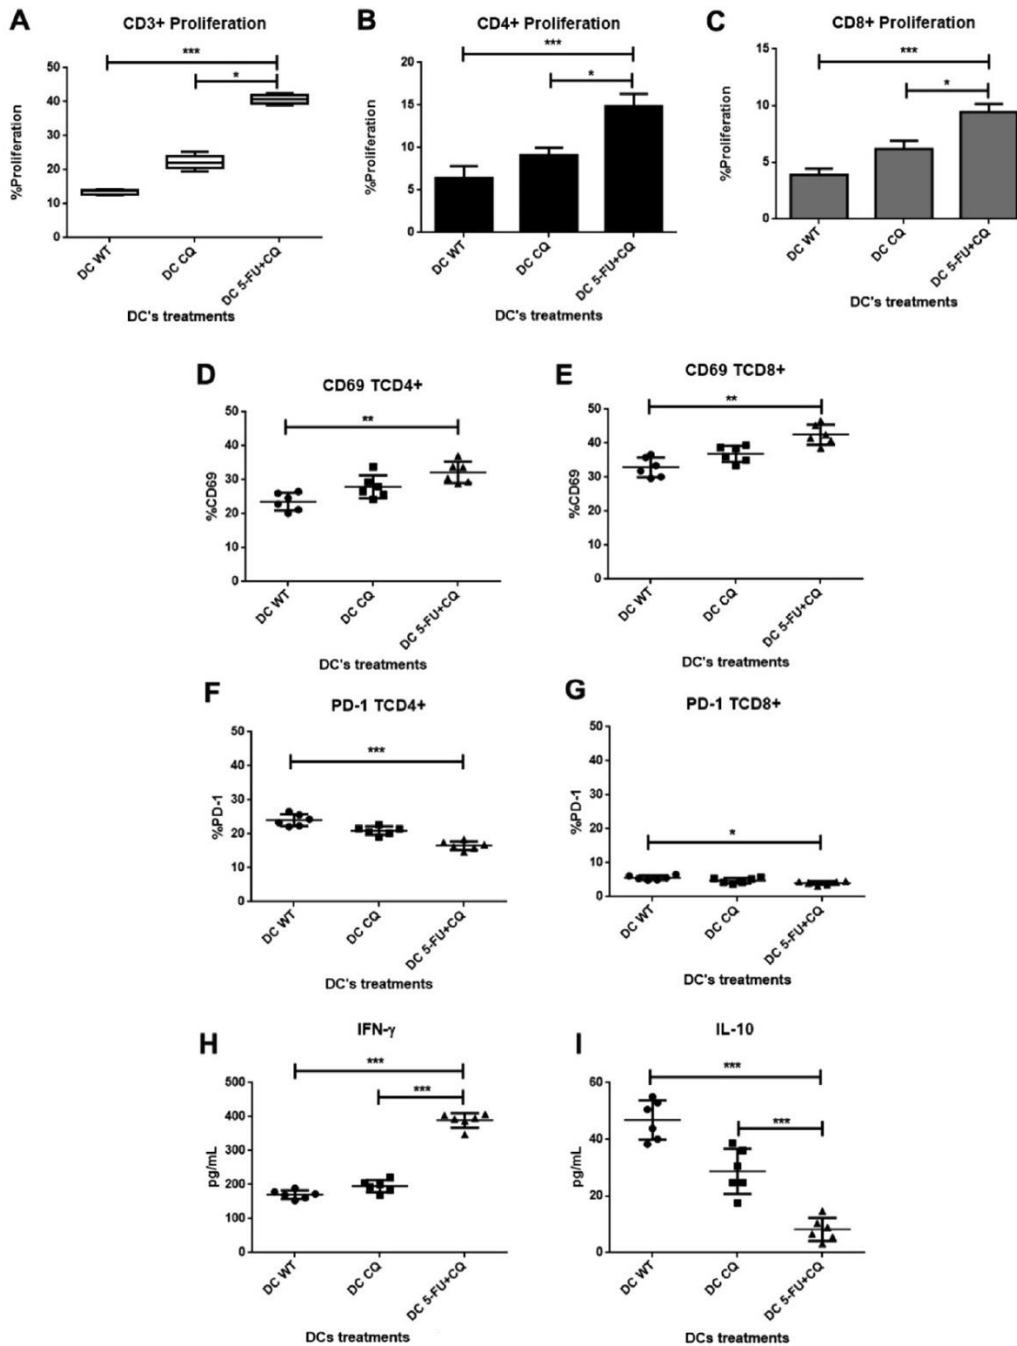 A
CD3+ Proliferation
***
*
%Proliferation
50
40
30
20
10
0
DC WT
DC CQ
DC 5-FU+CQ
DC's treatments
B
CD4+ Proliferation
***
*
%Proliferation
20
15
10
5
0
DC WT
DC CQ
DC 5-FU+CQ
DC's treatments
C
CD8+ Proliferation
***
*
%Proliferation
15
10
5
0
DC WT
DC CQ
DC 5-FU+CQ
DC's treatments
D
CD69 TCD4+
**
%CD69
50
40
30
20
10
0
DC WT
DC CQ
DC 5-FU+CQ
DC's treatments
E
CD69 TCD8+
**
%CD69
50
40
30
20
10
0
DC WT
DC CQ
DC 5-FU+CQ
DC's treatments
F
PD-1 TCD4+
***
%PD-1
50
40
30
20
10
0
DC WT
DC CQ
DC 5-FU+CQ
DC's treatments
G
PD-1 TCD8+
*
%PD-1
50
40
30
20
10
0
DC WT
DC CQ
DC 5-FU+CQ
DC's treatments
H
IFN-γ
***
***
pg/mL
500
400
300
200
100
0
DC WT
DC CQ
DC 5-FU+CQ
DCs treatments
I
IL-10
***
***
pg/mL
60
40
20
0
DC WT
DC CQ
DC 5-FU+CQ
DCs treatments